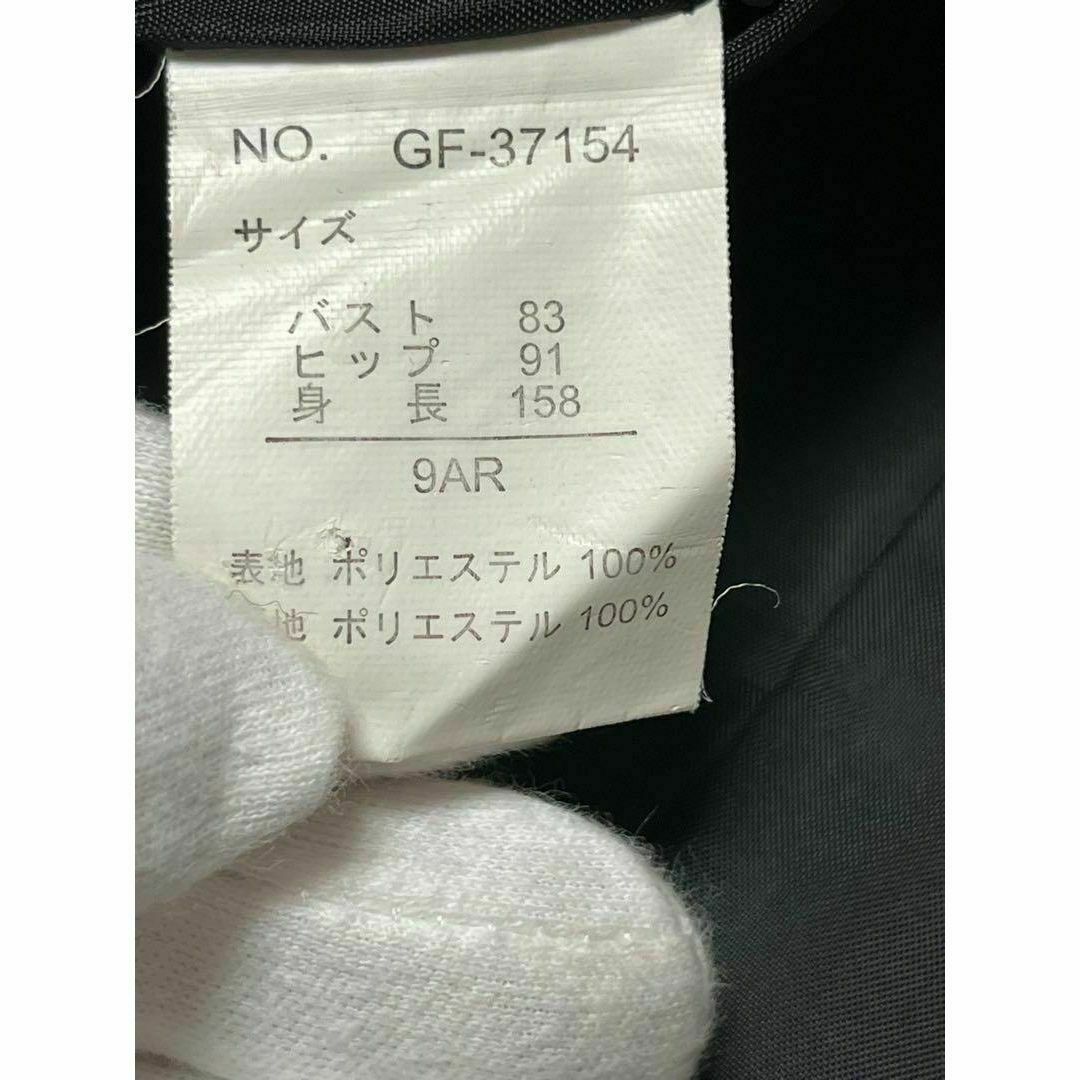 NO. GF-37154
サイズ
バスト 83
ヒップ 91
身長 158
9AR
表地 ポリエステル 100%
地 ポリエステル 100%